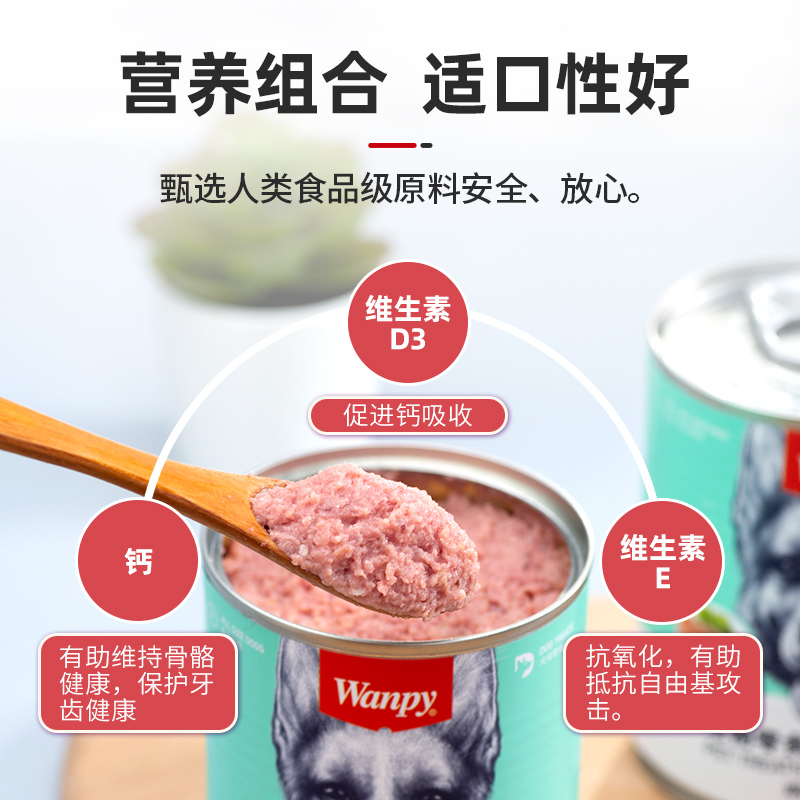 营养组合 适口性好
甄选人类食品级原料安全、放心。
维生素
D3
促进钙吸收
钙
有助维持骨骼
健康，保护牙
齿健康
维生素
E
抗氧化，有助
抵抗自由基攻
击。
Wanpy